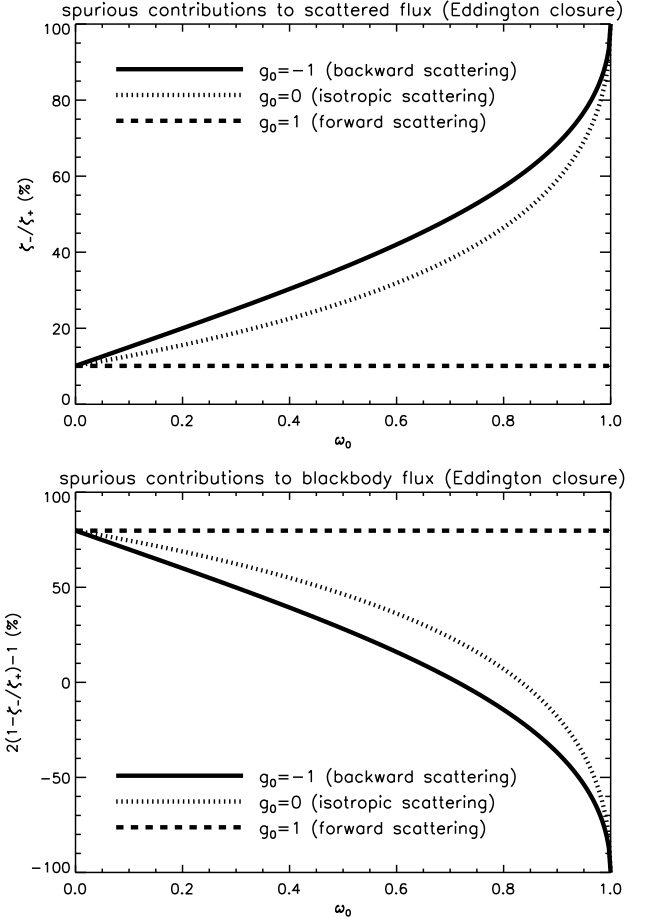 spurious contributions to scattered flux (Eddington closure)
100
80
60
40
20
0
ζ₋/ζ₊ (%)
g₀=−1 (backward scattering)
g₀=0 (isotropic scattering)
g₀=1 (forward scattering)
0.0 0.2 0.4 0.6 0.8 1.0
ω₀
spurious contributions to blackbody flux (Eddington closure)
100
50
0
−50
−100
2(1−ζ₋/ζ₊)−1 (%)
g₀=−1 (backward scattering)
g₀=0 (isotropic scattering)
g₀=1 (forward scattering)
0.0 0.2 0.4 0.6 0.8 1.0
ω₀